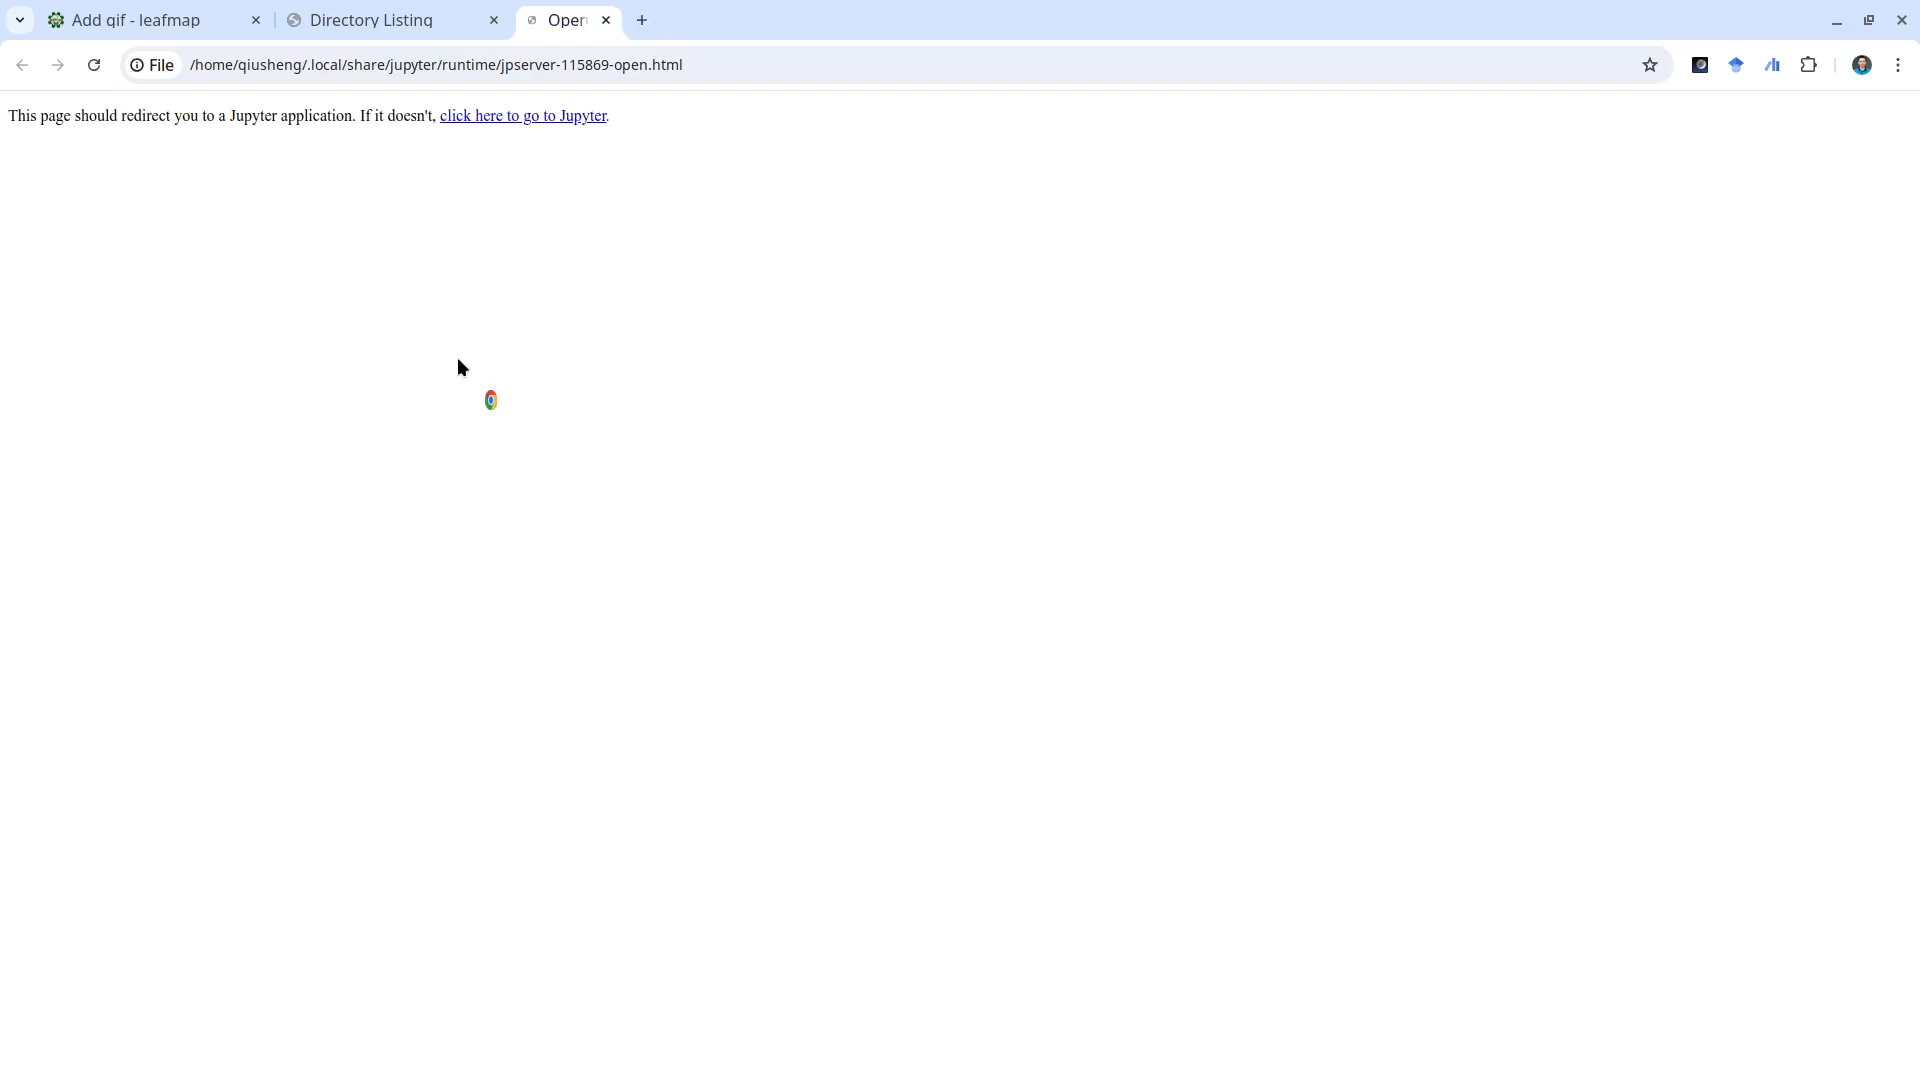 Add gif - leafmap
Directory Listing
Open
File
/home/qiusheng/.local/share/jupyter/runtime/jpserver-115869-open.html
This page should redirect you to a Jupyter application. If it doesn't, click here to go to Jupyter.